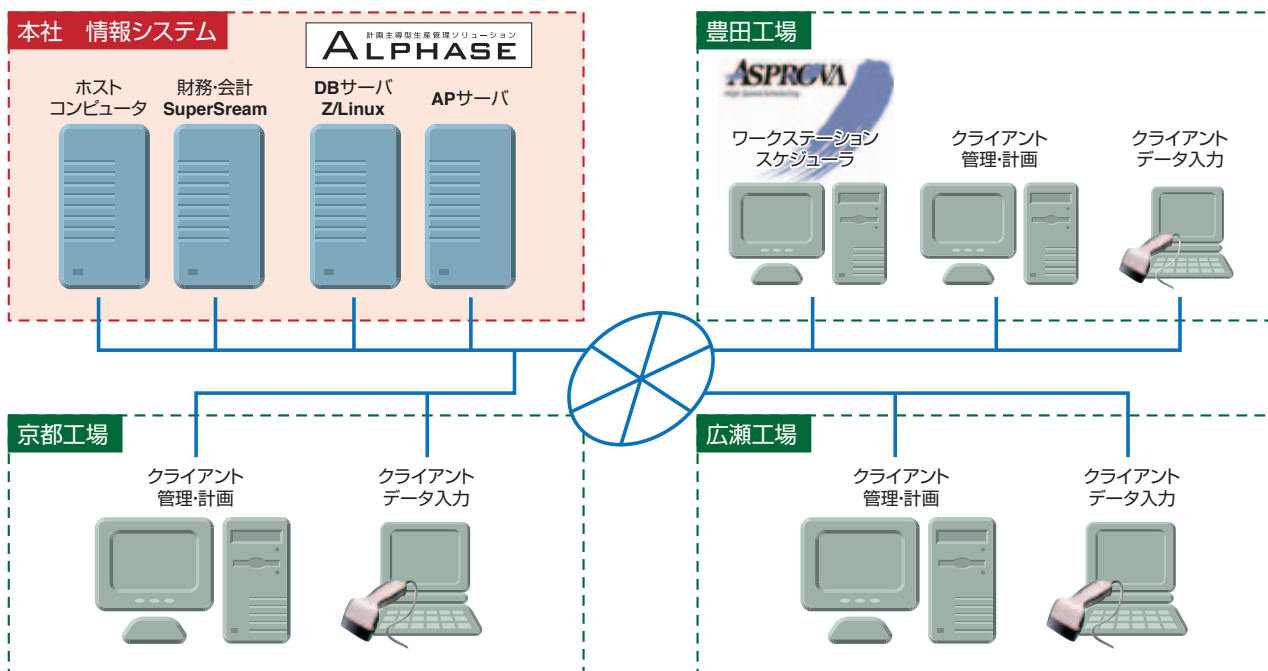 本社 情報システム
計画主導型生産管理ソリューション
ALPHASE
ホスト
コンピュータ
財務・会計
SuperSream
DBサーバ
Z/Linux
APサーバ
豊田工場
ASPROVA
High Speed Scheduling
ワークステーション
スケジューラ
クライアント
管理・計画
クライアント
データ入力
京都工場
クライアント
管理・計画
クライアント
データ入力
広瀬工場
クライアント
管理・計画
クライアント
データ入力